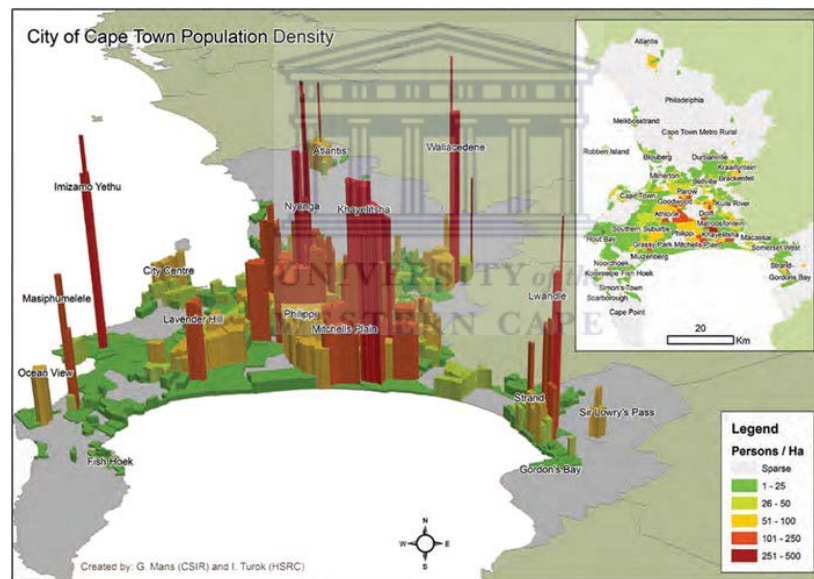 City of Cape Town Population Density
Imizamo Yethu
Masiphumelele
Ocean View
Fish Hoek
City Centre
Lavender Hill
Atlantis
Nyanga
Khayelitsha
Philippi
Mitchells Plain
Wallacedene
Lwandle
Strand
Gordon's Bay
Sir Lowry's Pass
UNIVERSITY of the
WESTERN CAPE
Created by: G. Mans (CSIR) and I. Turok (HSRC)
N
W E
S
Atlantis
Philadelphia
Melkbosstrand
Cape Town Metro Rural
Robben Island
Blouberg
Durbanville
Kraaifontein
Milnerton
Bellville
Brackenfell
Cape Town
Parow
Goodwood
Kuils River
Athlone
Delft
Southern Suburbs
Philippi
Khayelitsha
Macassar
Hout Bay
Grassy Park
Mitchells Plain
Somerset West
Noordhoek
Muizenberg
Strand
Kommetjie
Fish Hoek
Gordons Bay
Simon's Town
Scarborough
Cape Point
20
Km
Legend
Persons / Ha
Sparse
1 - 25
26 - 50
51 - 100
101 - 250
251 - 500